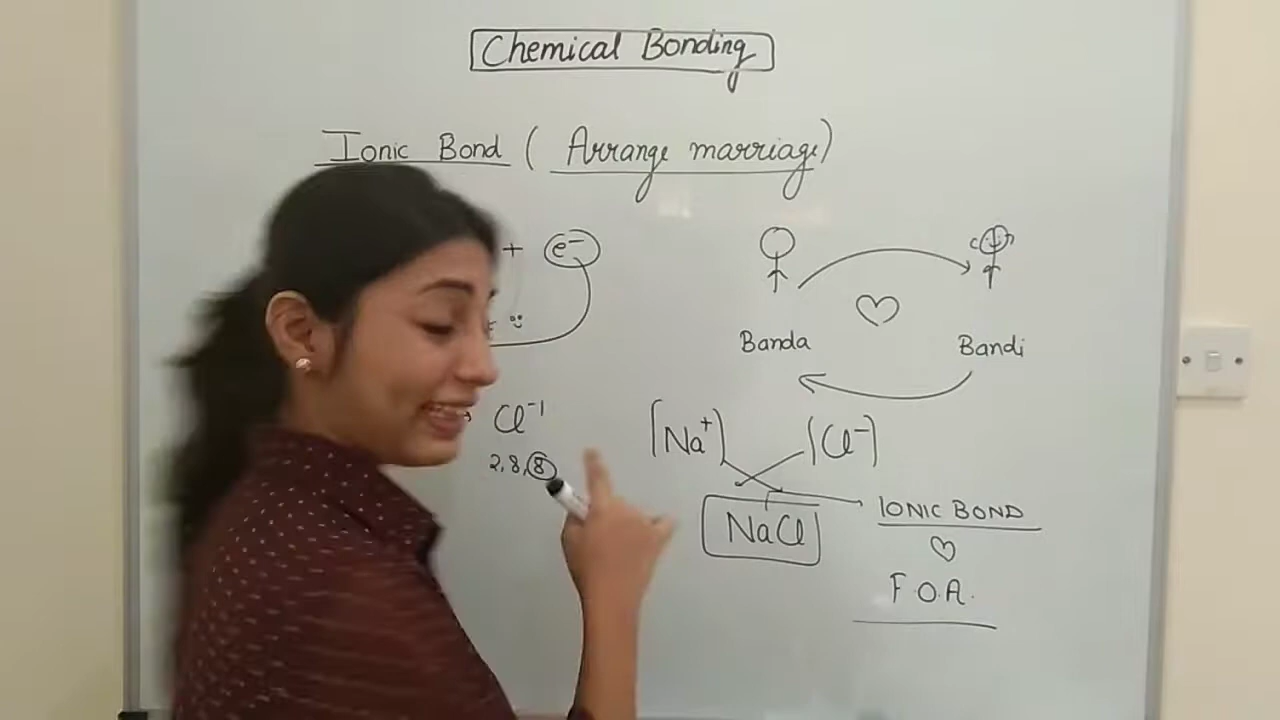 Chemical Bonding
Ionic Bond (Arrange marriage)
+ e⁻
Banda Bandi
Cl⁻¹
2,8,8
[Na⁺] [Cl⁻]
NaCl
IONIC BOND
F.O.A.